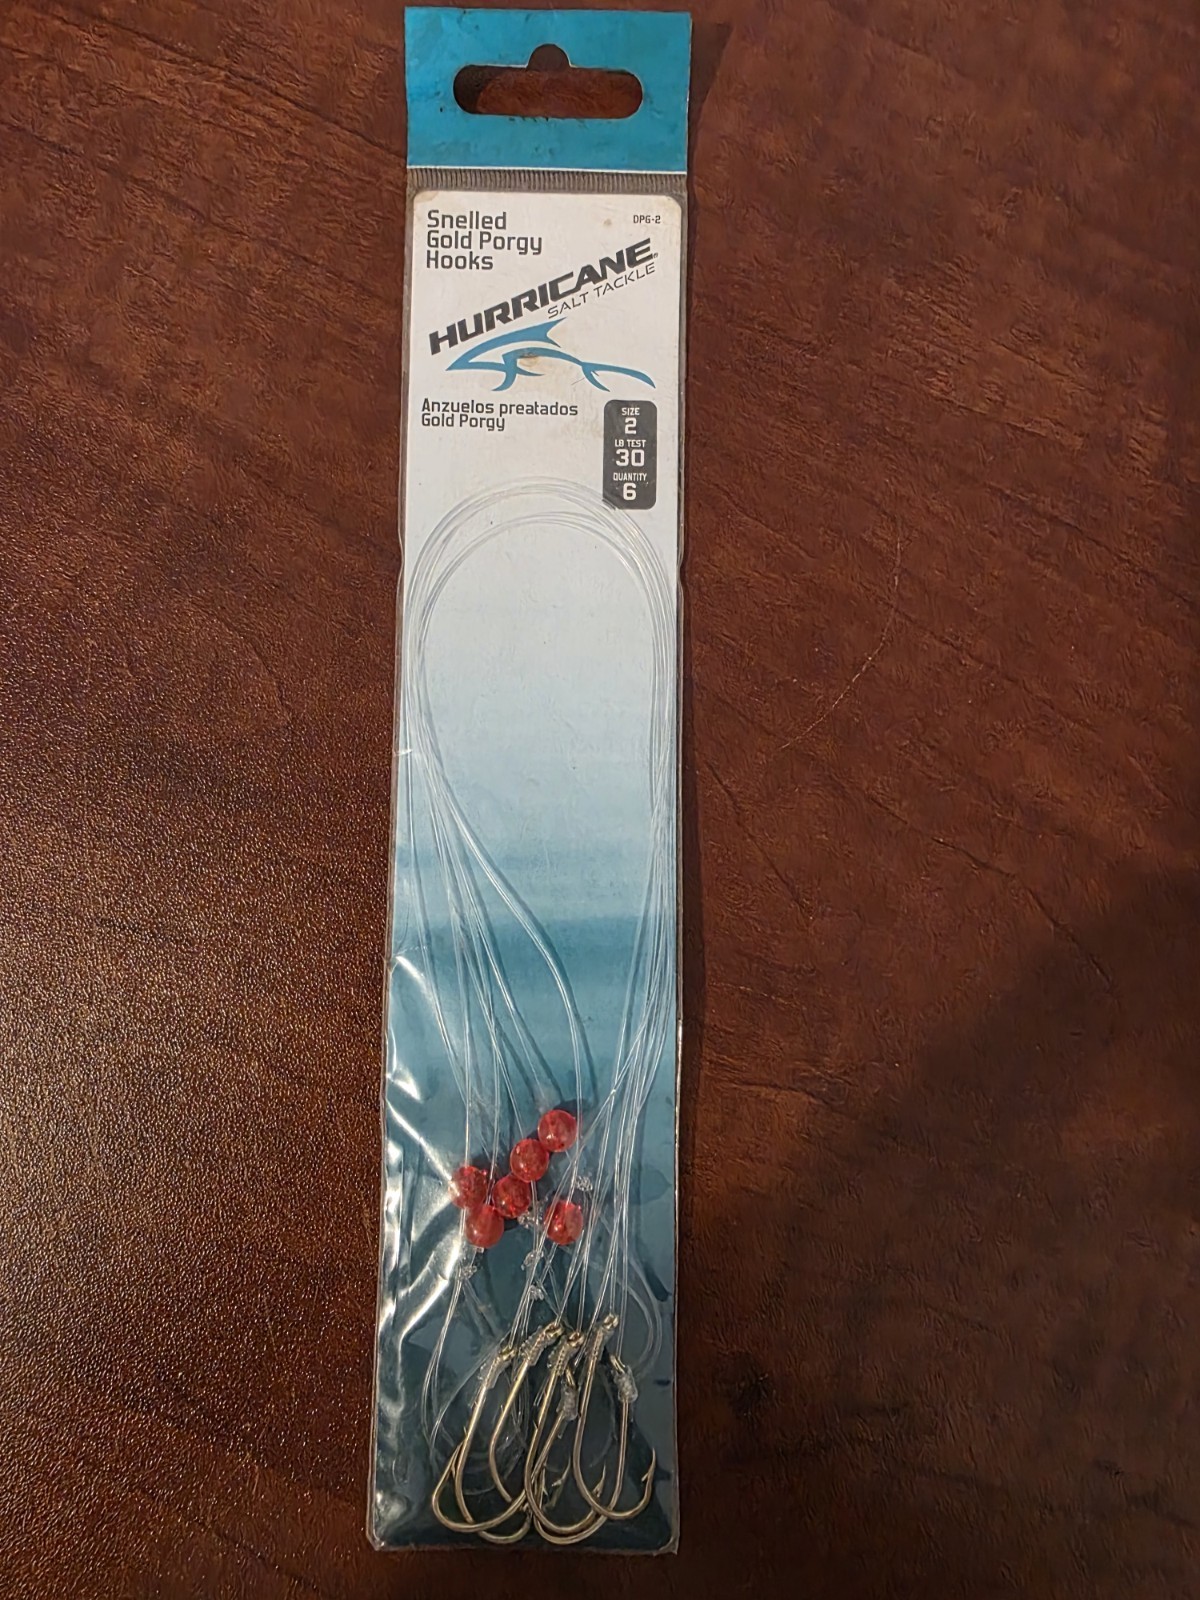 Snelled
Gold Porgy
Hooks
DPG-2
HURRICANE
SALT TACKLE
Anzuelos preatados
Gold Porgy
SIZE
2
LB TEST
30
QUANTITY
6